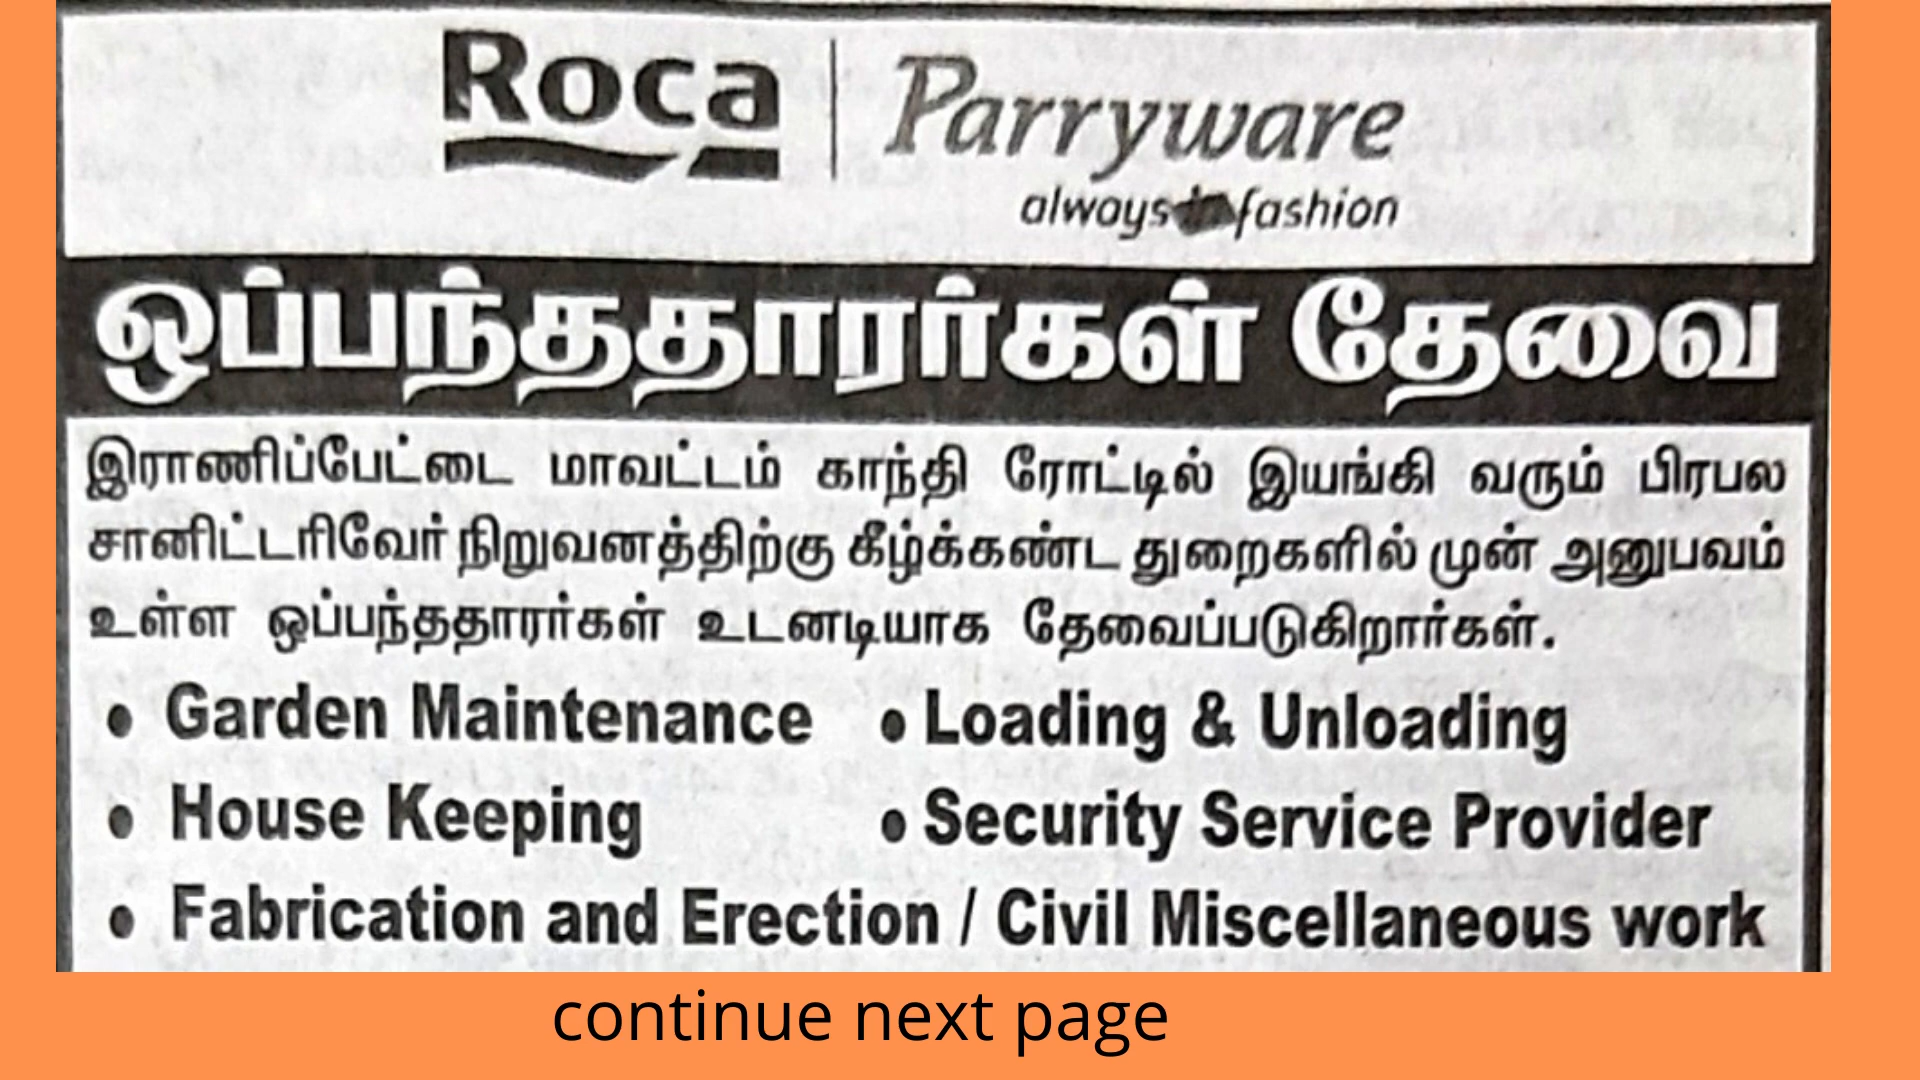 Roca | Parryware
always in fashion
ஒப்பந்ததாரர்கள் தேவை
இராணிப்பேட்டை மாவட்டம் காந்தி ரோட்டில் இயங்கி வரும் பிரபல
சானிட்டரிவேர் நிறுவனத்திற்கு கீழ்க்கண்ட துறைகளில் முன் அனுபவம்
உள்ள ஒப்பந்ததாரர்கள் உடனடியாக தேவைப்படுகிறார்கள்.
• Garden Maintenance • Loading & Unloading
• House Keeping • Security Service Provider
• Fabrication and Erection / Civil Miscellaneous work
continue next page